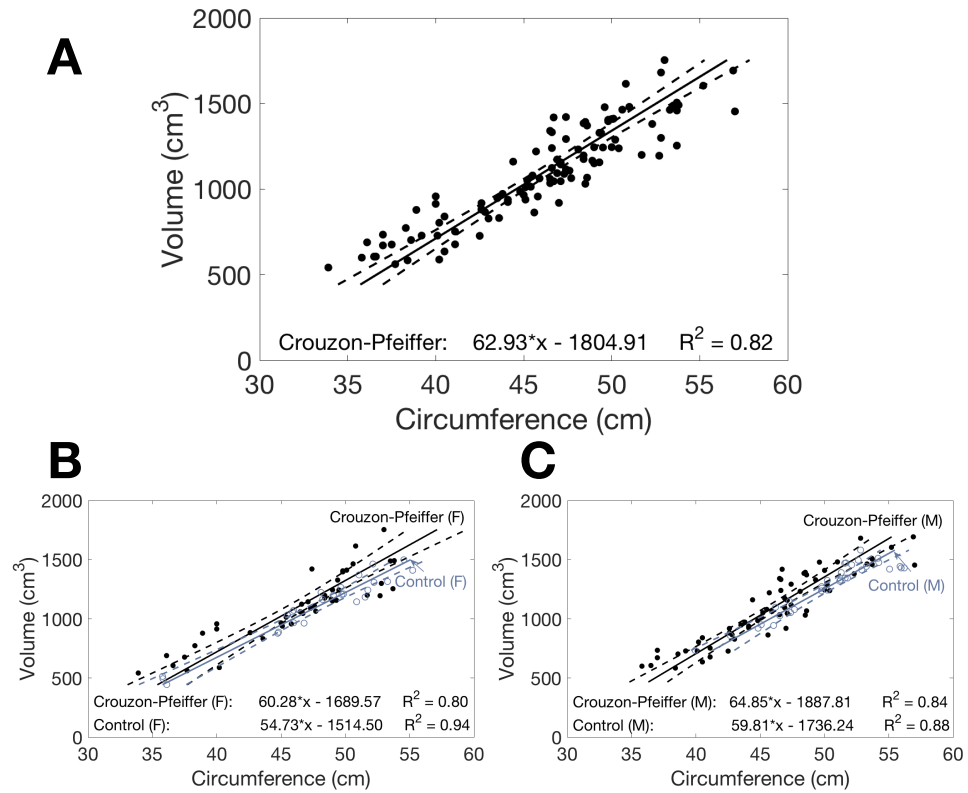 A
2000
1500
1000
500
0
Volume (cm³)
Crouzon-Pfeiffer: 62.93*x - 1804.91 R² = 0.82
30 35 40 45 50 55 60
Circumference (cm)
B
2000
1500
1000
500
0
Volume (cm³)
Crouzon-Pfeiffer (F)
Control (F)
Crouzon-Pfeiffer (F): 60.28*x - 1689.57 R² = 0.80
Control (F): 54.73*x - 1514.50 R² = 0.94
30 35 40 45 50 55 60
Circumference (cm)
C
2000
1500
1000
500
0
Volume (cm³)
Crouzon-Pfeiffer (M)
Control (M)
Crouzon-Pfeiffer (M): 64.85*x - 1887.81 R² = 0.84
Control (M): 59.81*x - 1736.24 R² = 0.88
30 35 40 45 50 55 60
Circumference (cm)